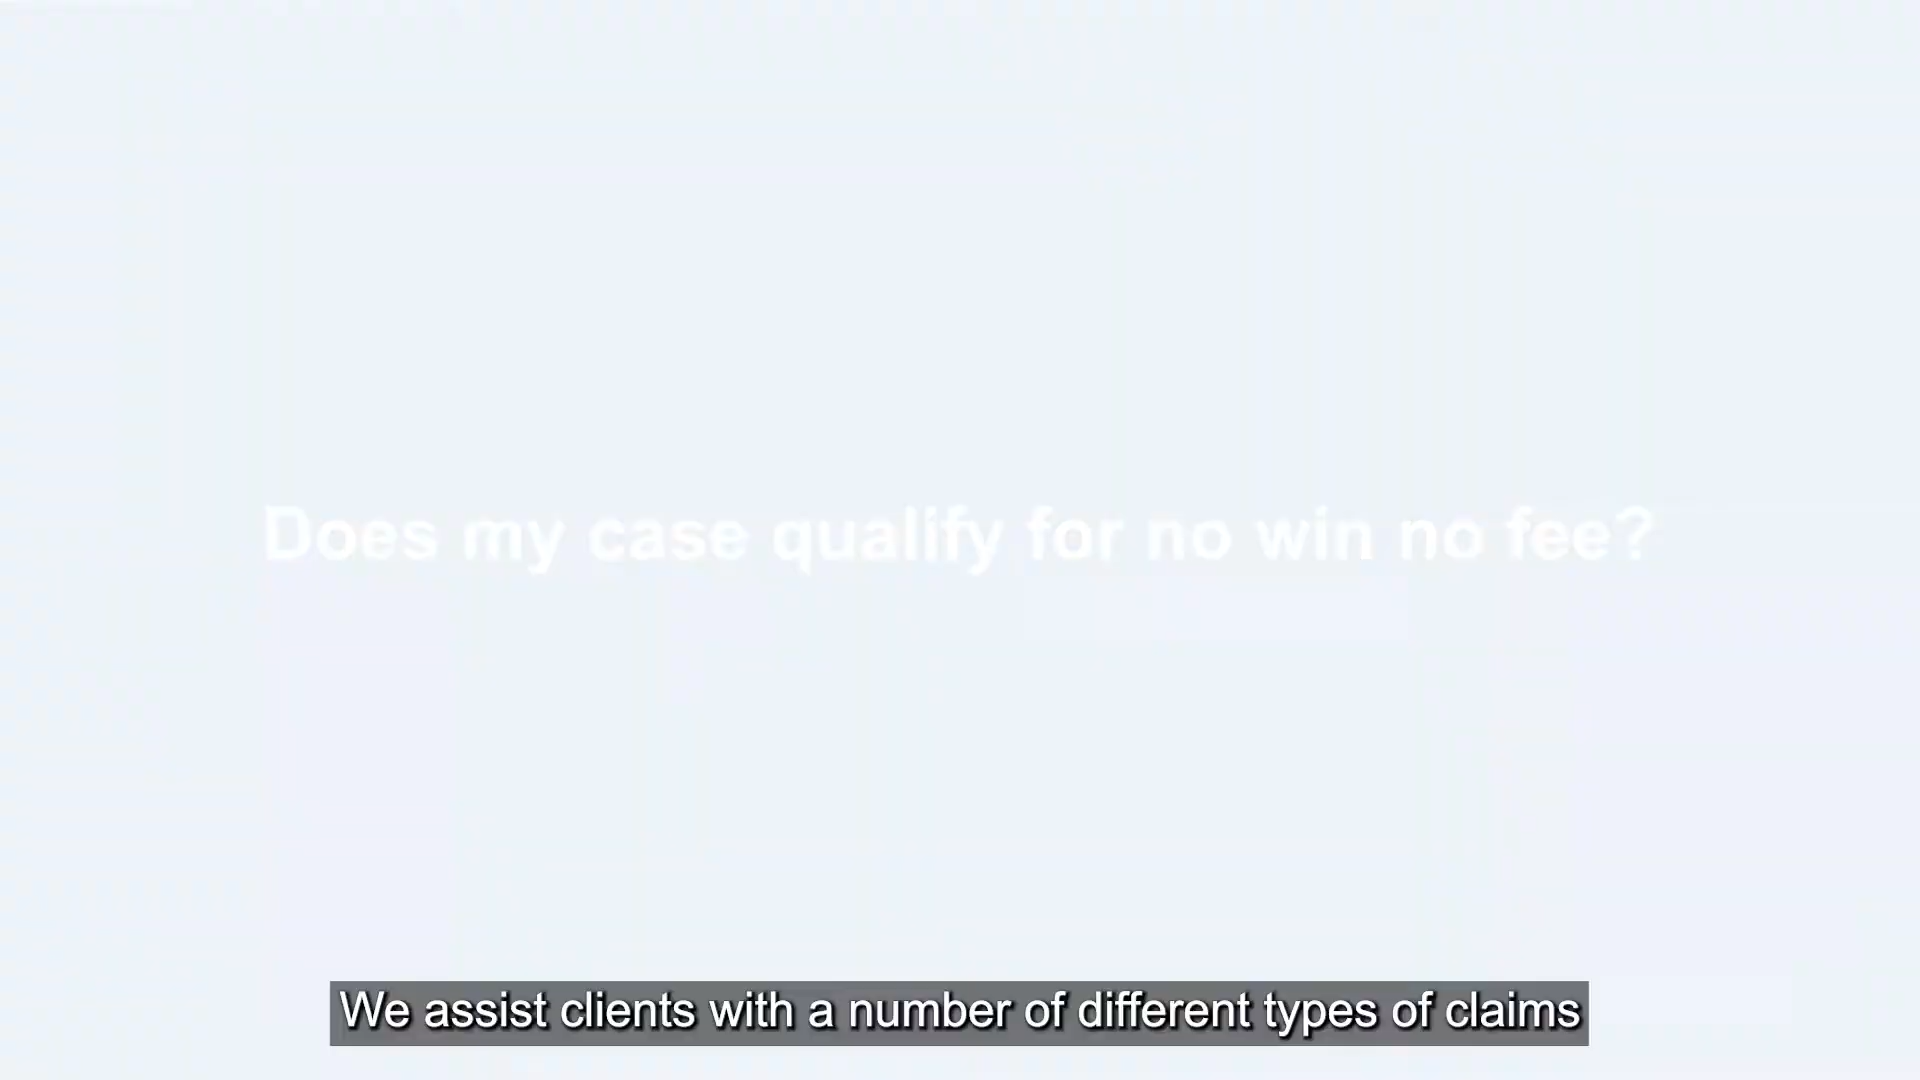 Does my case qualify for no win no fee?
We assist clients with a number of different types of claims